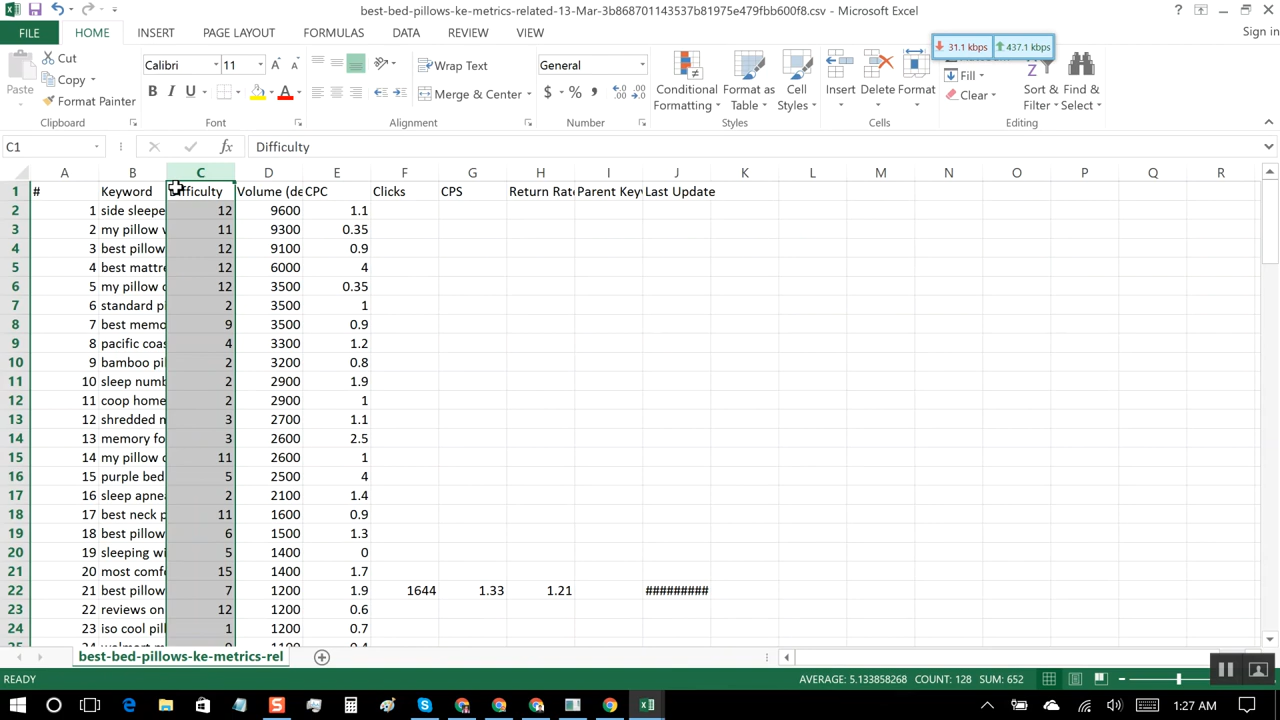 best-bed-pillows-ke-metrics-related-13-Mar-3b868701143537b81975e479fbb600f8.csv - Microsoft Excel
FILE HOME INSERT PAGE LAYOUT FORMULAS DATA REVIEW VIEW Sign in
31.1 kbps 437.1 kbps
Paste Cut Copy Format Painter Clipboard
Calibri 11 B I U A Font
Wrap Text Merge & Center Alignment
General $ % Number
Conditional Formatting Format as Table Cell Styles Styles
Insert Delete Format Cells
Fill Clear Sort & Filter Find & Select Editing
C1 fx Difficulty
A B C D E F G H I J K L M N O P Q R
1 # Keyword Difficulty Volume (de CPC Clicks CPS Return Rat Parent Key Last Update
2 1 side sleepe 12 9600 1.1
3 2 my pillow v 11 9300 0.35
4 3 best pillow 12 9100 0.9
5 4 best mattre 12 6000 4
6 5 my pillow c 12 3500 0.35
7 6 standard pi 2 3500 1
8 7 best memo 9 3500 0.9
9 8 pacific coas 4 3300 1.2
10 9 bamboo pil 2 3200 0.8
11 10 sleep numb 2 2900 1.9
12 11 coop home 2 2900 1
13 12 shredded m 3 2700 1.1
14 13 memory fo 3 2600 2.5
15 14 my pillow c 11 2600 1
16 15 purple bed 5 2500 4
17 16 sleep apnea 2 2100 1.4
18 17 best neck p 11 1600 0.9
19 18 best pillow 6 1500 1.3
20 19 sleeping wi 5 1400 0
21 20 most comfo 15 1400 1.7
22 21 best pillow 7 1200 1.9 1644 1.33 1.21 #########
23 22 reviews on 12 1200 0.6
24 23 iso cool pill 1 1200 0.7
best-bed-pillows-ke-metrics-rel
READY AVERAGE: 5.133858268 COUNT: 128 SUM: 652
1:27 AM